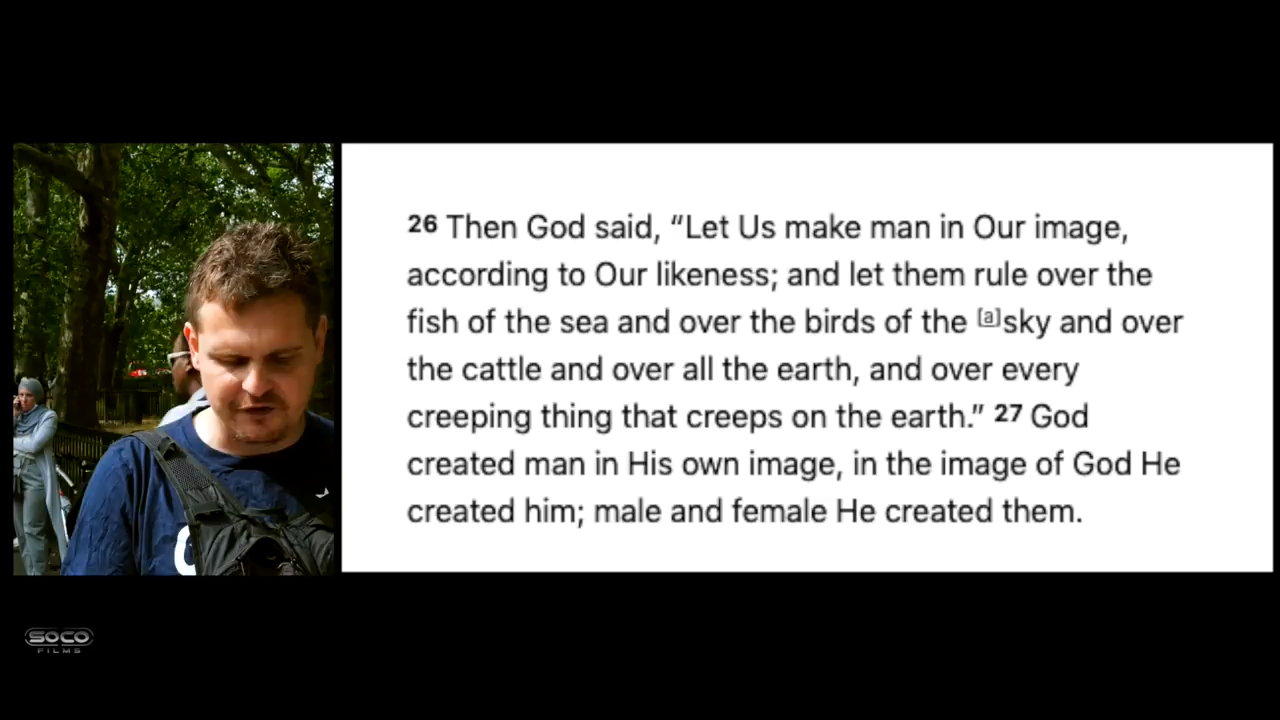 26 Then God said, “Let Us make man in Our image,
according to Our likeness; and let them rule over the
fish of the sea and over the birds of the [a]sky and over
the cattle and over all the earth, and over every
creeping thing that creeps on the earth.” 27 God
created man in His own image, in the image of God He
created him; male and female He created them.
SOCO
FILMS